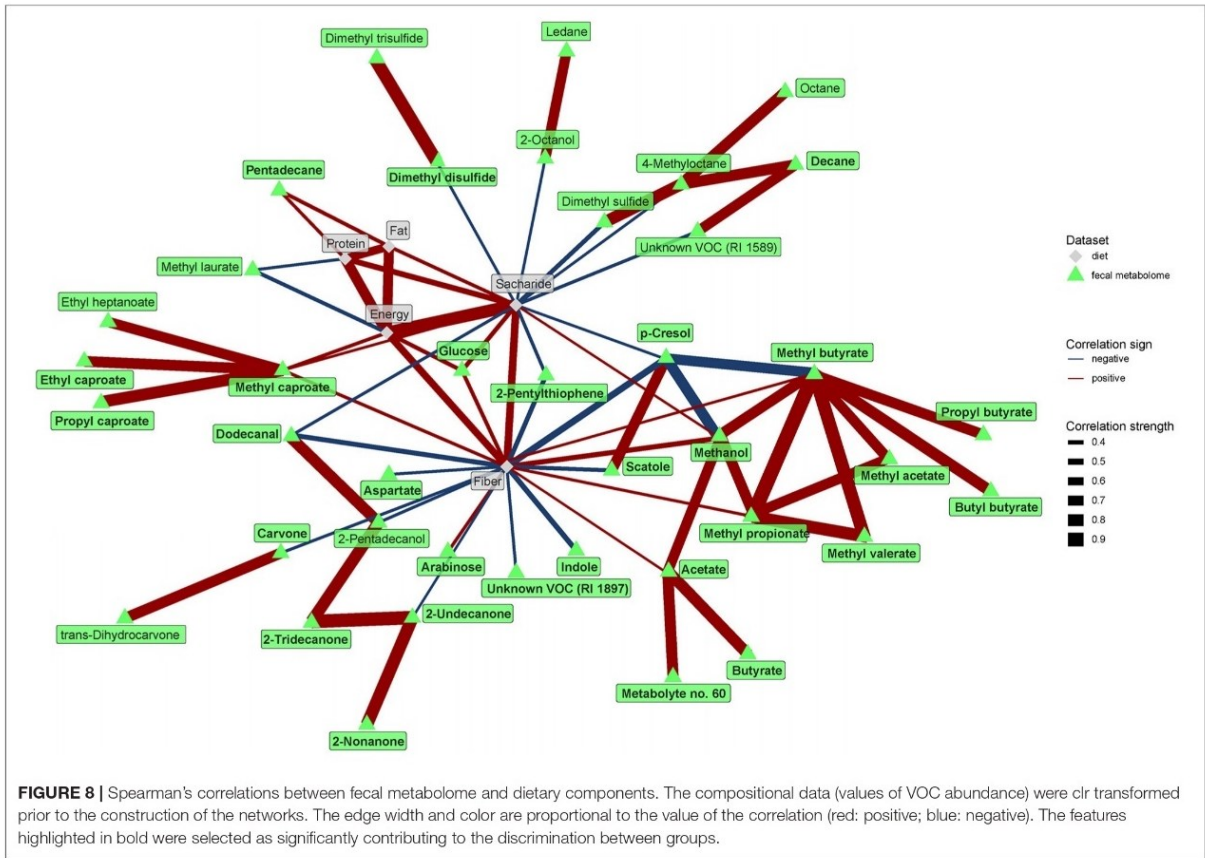 Dimethyl trisulfide
Ledane
Octane
2-Octanol
4-Methyloctane
Decane
Pentadecane
Dimethyl disulfide
Dimethyl sulfide
Fat
Protein
Unknown VOC (RI 1589)
Methyl laurate
Sacharide
Ethyl heptanoate
Energy
p-Cresol
Glucose
Methyl butyrate
Ethyl caproate
Methyl caproate
2-Pentylthiophene
Propyl caproate
Propyl butyrate
Dodecanal
Methanol
Scatole
Methyl acetate
Fiber
Aspartate
Butyl butyrate
Carvone
2-Pentadecanol
Methyl propionate
Methyl valerate
Arabinose
Indole
Acetate
Unknown VOC (RI 1897)
2-Undecanone
trans-Dihydrocarvone
2-Tridecanone
Butyrate
Metabolyte no. 60
2-Nonanone
Dataset
diet
fecal metabolome
Correlation sign
negative
positive
Correlation strength
0.4
0.5
0.6
0.7
0.8
0.9
FIGURE 8 | Spearman's correlations between fecal metabolome and dietary components. The compositional data (values of VOC abundance) were clr transformed
prior to the construction of the networks. The edge width and color are proportional to the value of the correlation (red: positive; blue: negative). The features
highlighted in bold were selected as significantly contributing to the discrimination between groups.